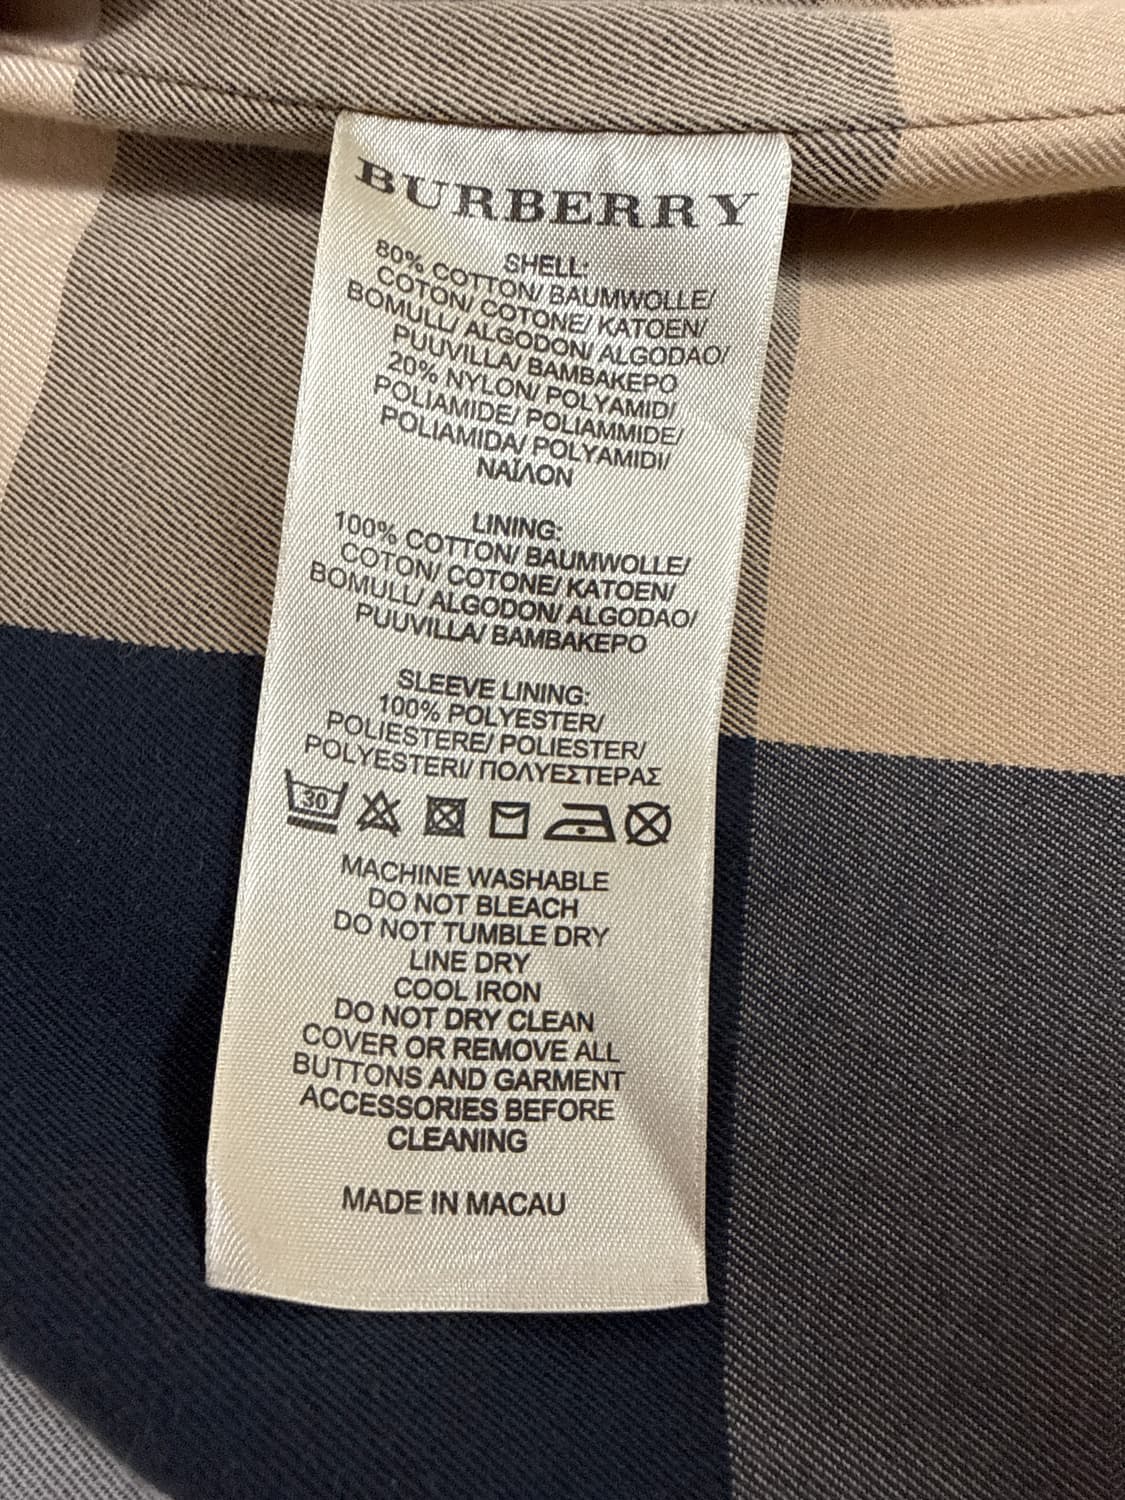 BURBERRY
SHELL:
80% COTTON/ BAUMWOLLE/
COTON/ COTONE/ KATOEN/
BOMULL/ ALGODON/ ALGODAO/
PUUVILLA/ BAMBAKEPO
20% NYLON/ POLYAMID/
POLIAMIDE/ POLIAMMIDE/
POLIAMIDA/ POLYAMIDI/
ΝΑΪΛΟΝ
LINING:
100% COTTON/ BAUMWOLLE/
COTON/ COTONE/ KATOEN/
BOMULL/ ALGODON/ ALGODAO/
PUUVILLA/ BAMBAKEPO
SLEEVE LINING:
100% POLYESTER/
POLIESTERE/ POLIESTER/
POLYESTERI/ ΠΟΛΥΕΣΤΕΡΑΣ
30
MACHINE WASHABLE
DO NOT BLEACH
DO NOT TUMBLE DRY
LINE DRY
COOL IRON
DO NOT DRY CLEAN
COVER OR REMOVE ALL
BUTTONS AND GARMENT
ACCESSORIES BEFORE
CLEANING
MADE IN MACAU